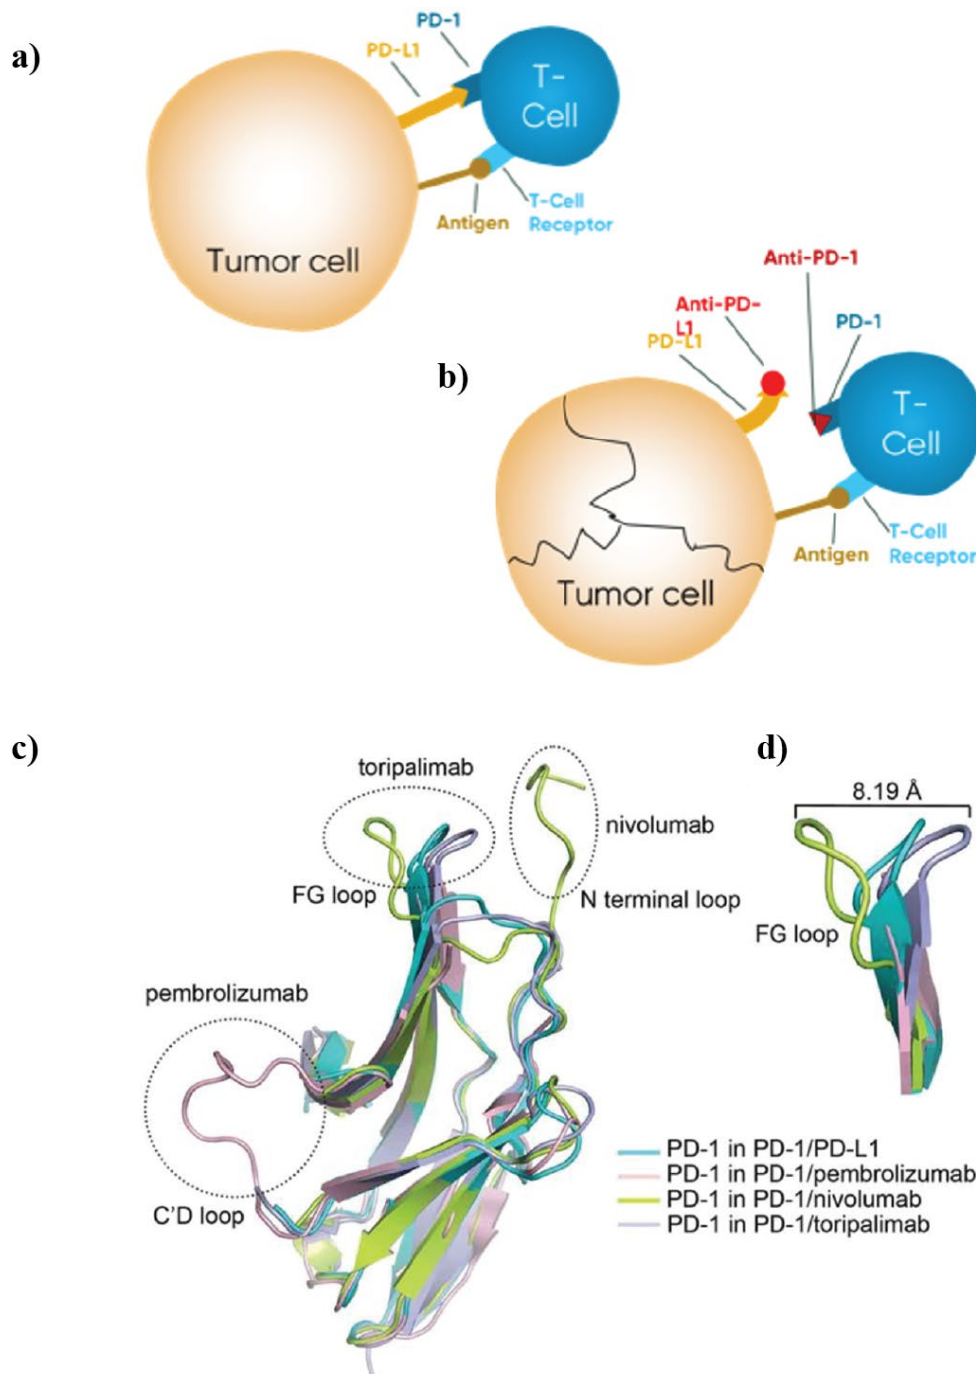 a)
PD-1
PD-L1
T-
Cell
Antigen
T-Cell
Receptor
Tumor cell
b)
Anti-PD-1
Anti-PD-
L1
PD-1
PD-L1
T-
Cell
Antigen
T-Cell
Receptor
Tumor cell
c)
toripalimab
nivolumab
FG loop
N terminal loop
pembrolizumab
C'D loop
d)
8.19 Å
FG loop
PD-1 in PD-1/PD-L1
PD-1 in PD-1/pembrolizumab
PD-1 in PD-1/nivolumab
PD-1 in PD-1/toripalimab